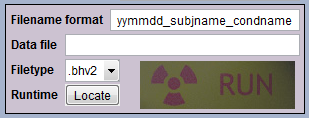 Filename format yymmdd_subjname_condname
Data file
Filetype .bhv2
Runtime Locate
RUN